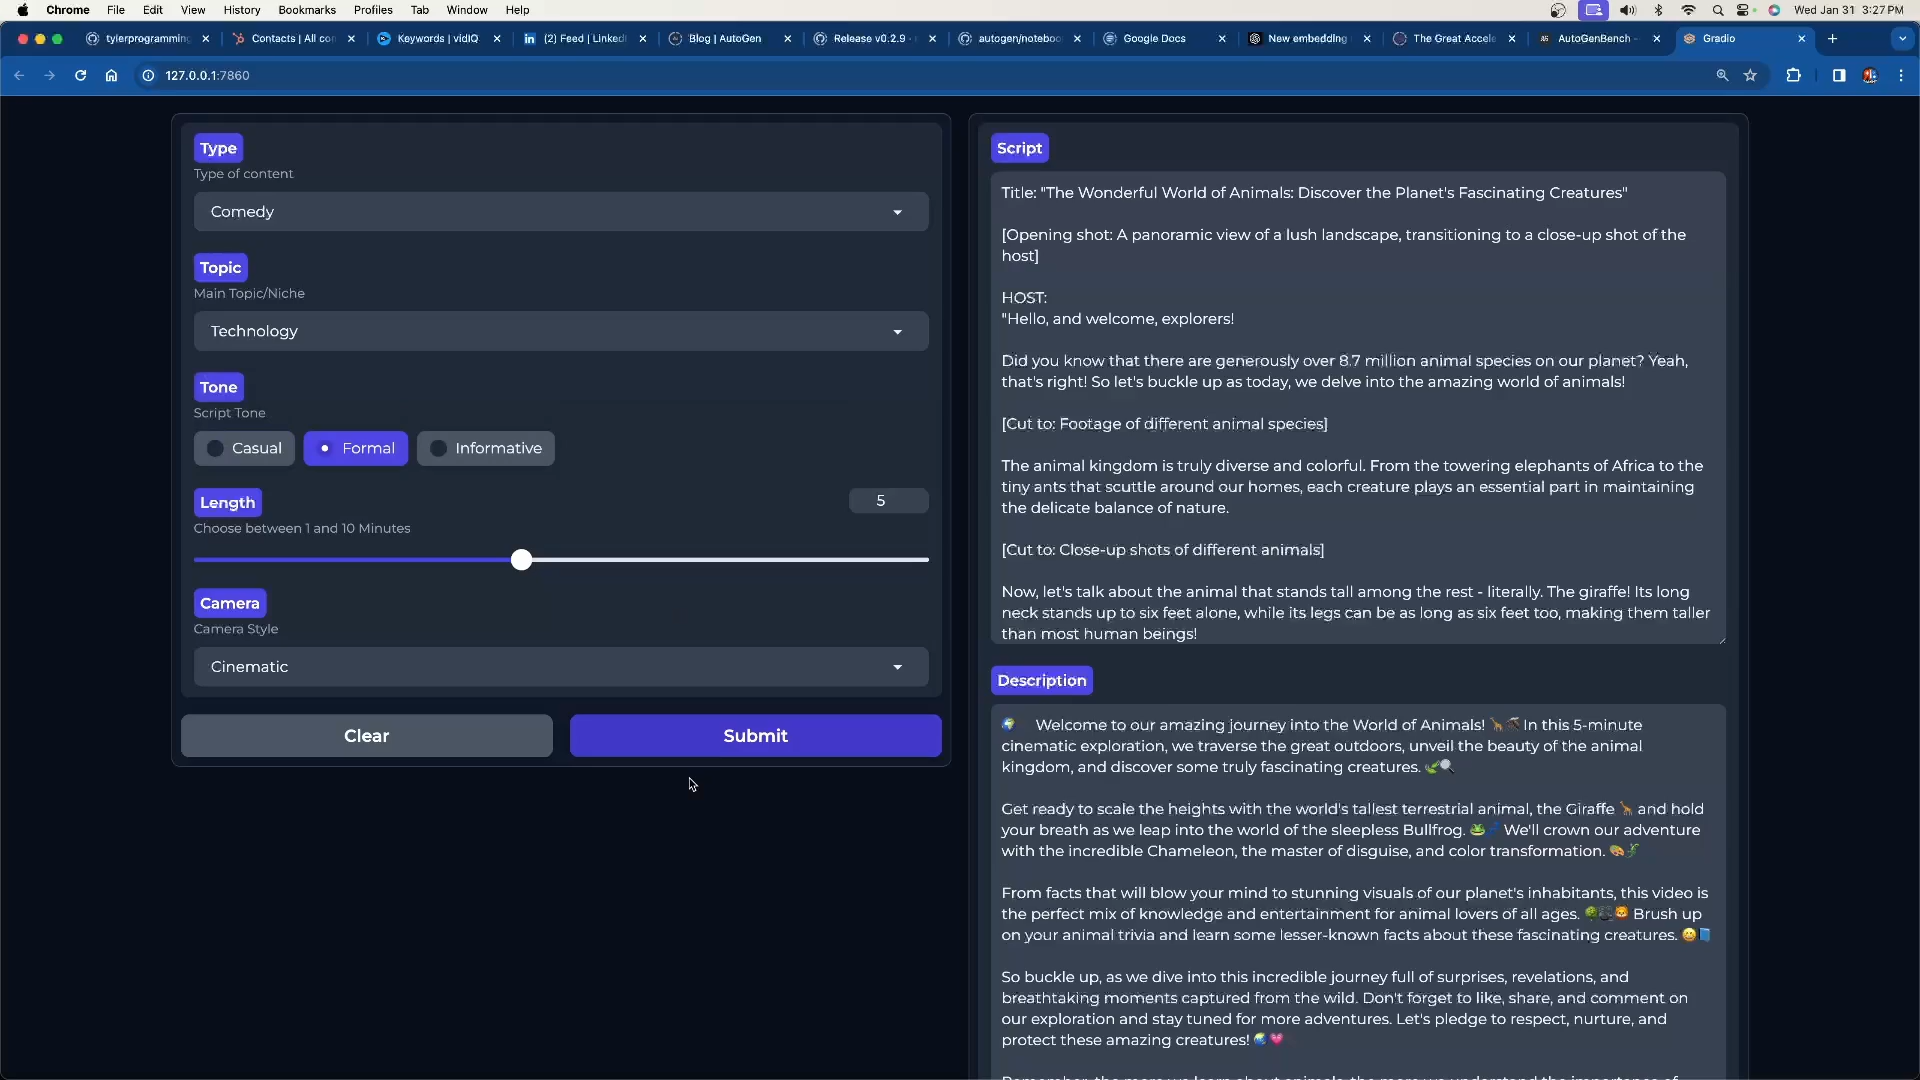 Chrome File Edit View History Bookmarks Profiles Tab Window Help Wed Jan 31 3:27 PM
tylerprogramming Contacts | All co Keywords | vidIQ (2) Feed | LinkedI Blog | AutoGen Release v0.2.9 - autogen/noteboo Google Docs New embedding The Great Accele AutoGenBench - Gradio
127.0.0.1:7860
Type
Type of content
Comedy
Topic
Main Topic/Niche
Technology
Tone
Script Tone
Casual Formal Informative
Length
5
Choose between 1 and 10 Minutes
Camera
Camera Style
Cinematic
Clear Submit
Script
Title: "The Wonderful World of Animals: Discover the Planet's Fascinating Creatures"
[Opening shot: A panoramic view of a lush landscape, transitioning to a close-up shot of the
host]
HOST:
"Hello, and welcome, explorers!
Did you know that there are generously over 8.7 million animal species on our planet? Yeah,
that's right! So let's buckle up as today, we delve into the amazing world of animals!
[Cut to: Footage of different animal species]
The animal kingdom is truly diverse and colorful. From the towering elephants of Africa to the
tiny ants that scuttle around our homes, each creature plays an essential part in maintaining
the delicate balance of nature.
[Cut to: Close-up shots of different animals]
Now, let's talk about the animal that stands tall among the rest - literally. The giraffe! Its long
neck stands up to six feet alone, while its legs can be as long as six feet too, making them taller
than most human beings!
Description
Welcome to our amazing journey into the World of Animals! In this 5-minute
cinematic exploration, we traverse the great outdoors, unveil the beauty of the animal
kingdom, and discover some truly fascinating creatures.
Get ready to scale the heights with the world's tallest terrestrial animal, the Giraffe and hold
your breath as we leap into the world of the sleepless Bullfrog. We'll crown our adventure
with the incredible Chameleon, the master of disguise, and color transformation.
From facts that will blow your mind to stunning visuals of our planet's inhabitants, this video is
the perfect mix of knowledge and entertainment for animal lovers of all ages. Brush up
on your animal trivia and learn some lesser-known facts about these fascinating creatures.
So buckle up, as we dive into this incredible journey full of surprises, revelations, and
breathtaking moments captured from the wild. Don't forget to like, share, and comment on
our exploration and stay tuned for more adventures. Let's pledge to respect, nurture, and
protect these amazing creatures!